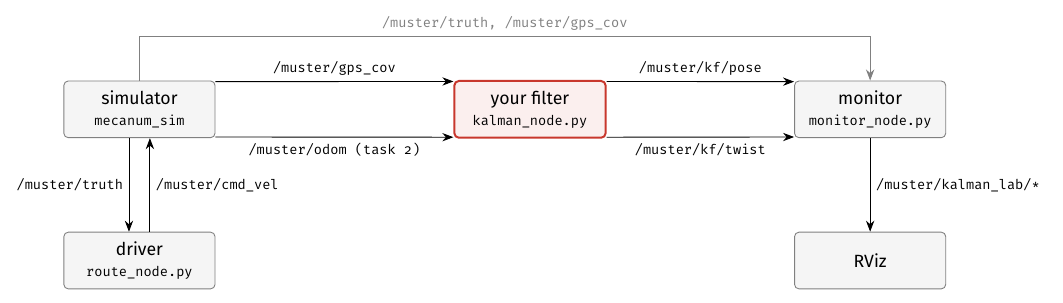 /muster/truth, /muster/gps_cov
/muster/gps_cov
/muster/kf/pose
simulator
mecanum_sim
your filter
kalman_node.py
monitor
monitor_node.py
/muster/odom (task 2)
/muster/kf/twist
/muster/truth
/muster/cmd_vel
/muster/kalman_lab/*
driver
route_node.py
RViz